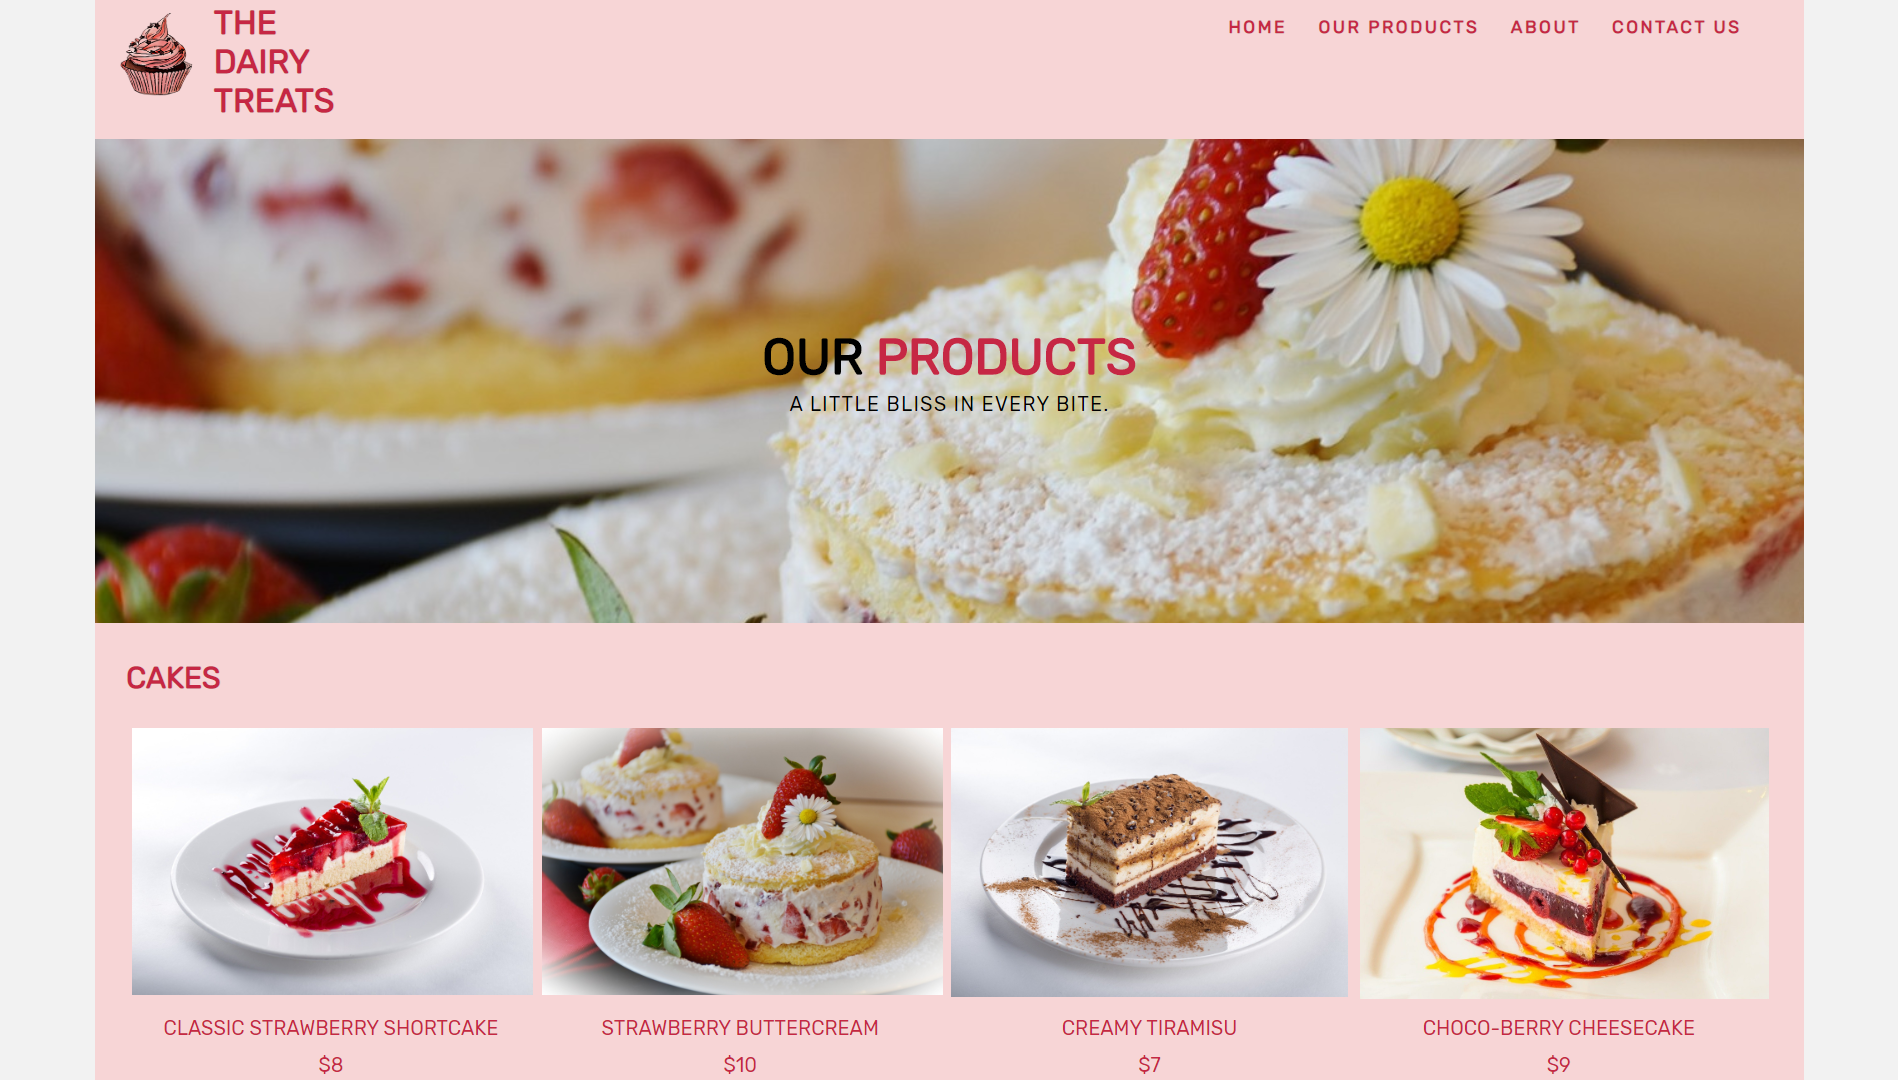 THE
DAIRY
TREATS
HOME OUR PRODUCTS ABOUT CONTACT US
OUR PRODUCTS
A LITTLE BLISS IN EVERY BITE.
CAKES
CLASSIC STRAWBERRY SHORTCAKE
$8
STRAWBERRY BUTTERCREAM
$10
CREAMY TIRAMISU
$7
CHOCO-BERRY CHEESECAKE
$9